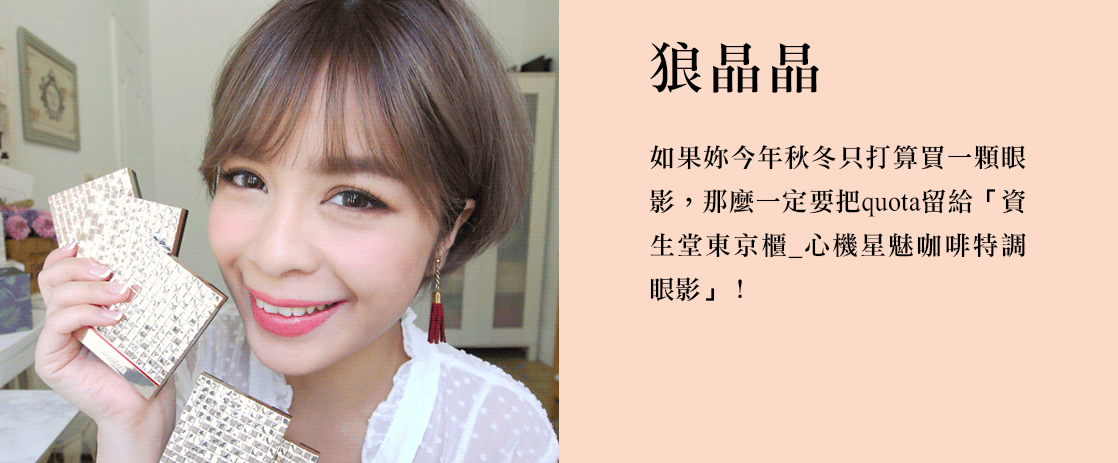 狼晶晶
如果妳今年秋冬只打算買一顆眼
影，那麼一定要把quota留給「資
生堂東京櫃_心機星魅咖啡特調
眼影」！